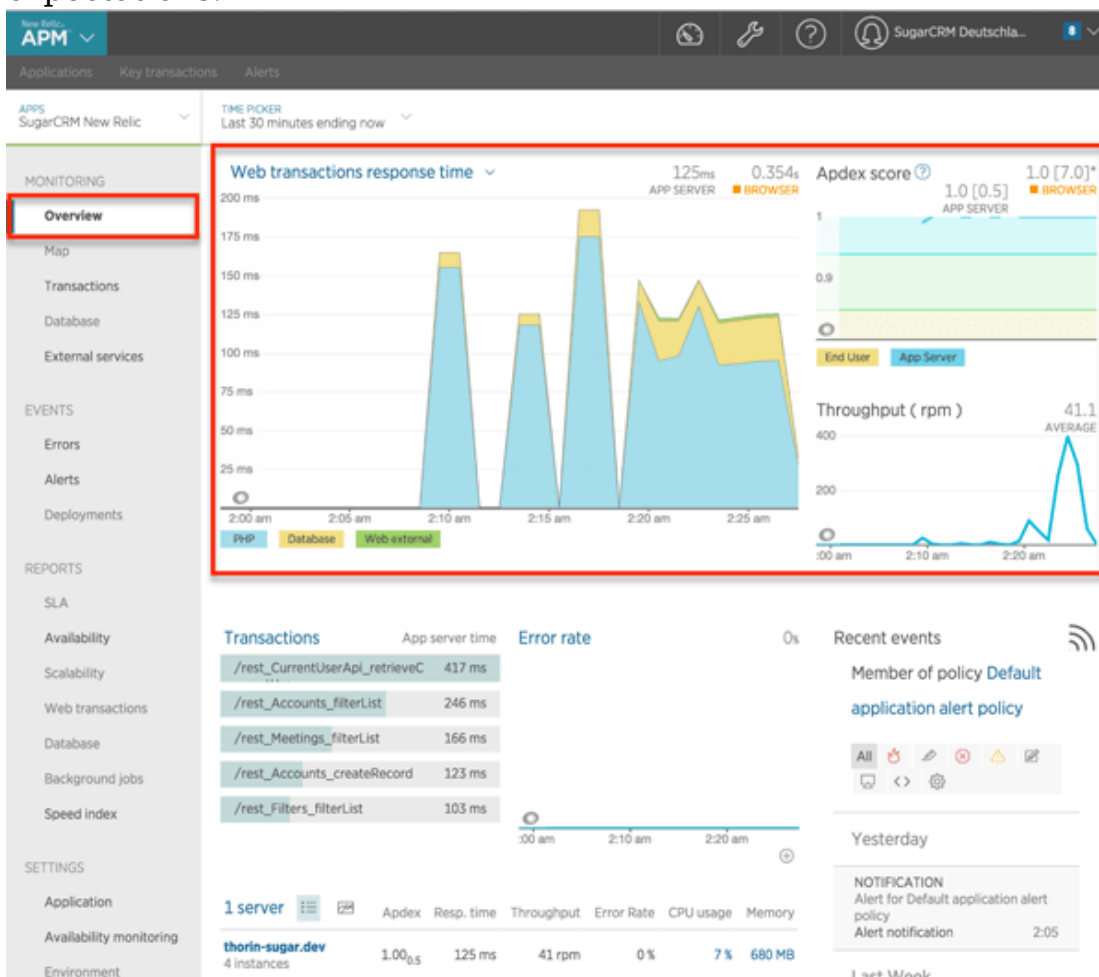 New Relic.
APM
SugarCRM Deutschla...
8
Applications Key transactions Alerts
APPS
SugarCRM New Relic
TIME PICKER
Last 30 minutes ending now
MONITORING
Overview
Map
Transactions
Database
External services
EVENTS
Errors
Alerts
Deployments
REPORTS
SLA
Availability
Scalability
Web transactions
Database
Background jobs
Speed index
SETTINGS
Application
Availability monitoring
Environment
Web transactions response time
125ms
APP SERVER
0.354s
BROWSER
200 ms
175 ms
150 ms
125 ms
100 ms
75 ms
50 ms
25 ms
2:00 am 2:05 am 2:10 am 2:15 am 2:20 am 2:25 am
PHP Database Web external
Apdex score ?
1.0 [0.5]
APP SERVER
1.0 [7.0]*
BROWSER
1
0.9
End User App Server
Throughput ( rpm )
41.1
AVERAGE
400
200
:00 am 2:10 am 2:20 am
Transactions App server time
/rest_CurrentUserApi_retrieveC 417 ms
/rest_Accounts_filterList 246 ms
/rest_Meetings_filterList 166 ms
/rest_Accounts_createRecord 123 ms
/rest_Filters_filterList 103 ms
Error rate 0%
:00 am 2:10 am 2:20 am
Recent events
Member of policy Default
application alert policy
All
Yesterday
NOTIFICATION
Alert for Default application alert
policy
Alert notification 2:05
Last Week
1 server
Apdex Resp. time Throughput Error Rate CPU usage Memory
thorin-sugar.dev 1.00 0.5 125 ms 41 rpm 0 % 7 % 680 MB
4 instances